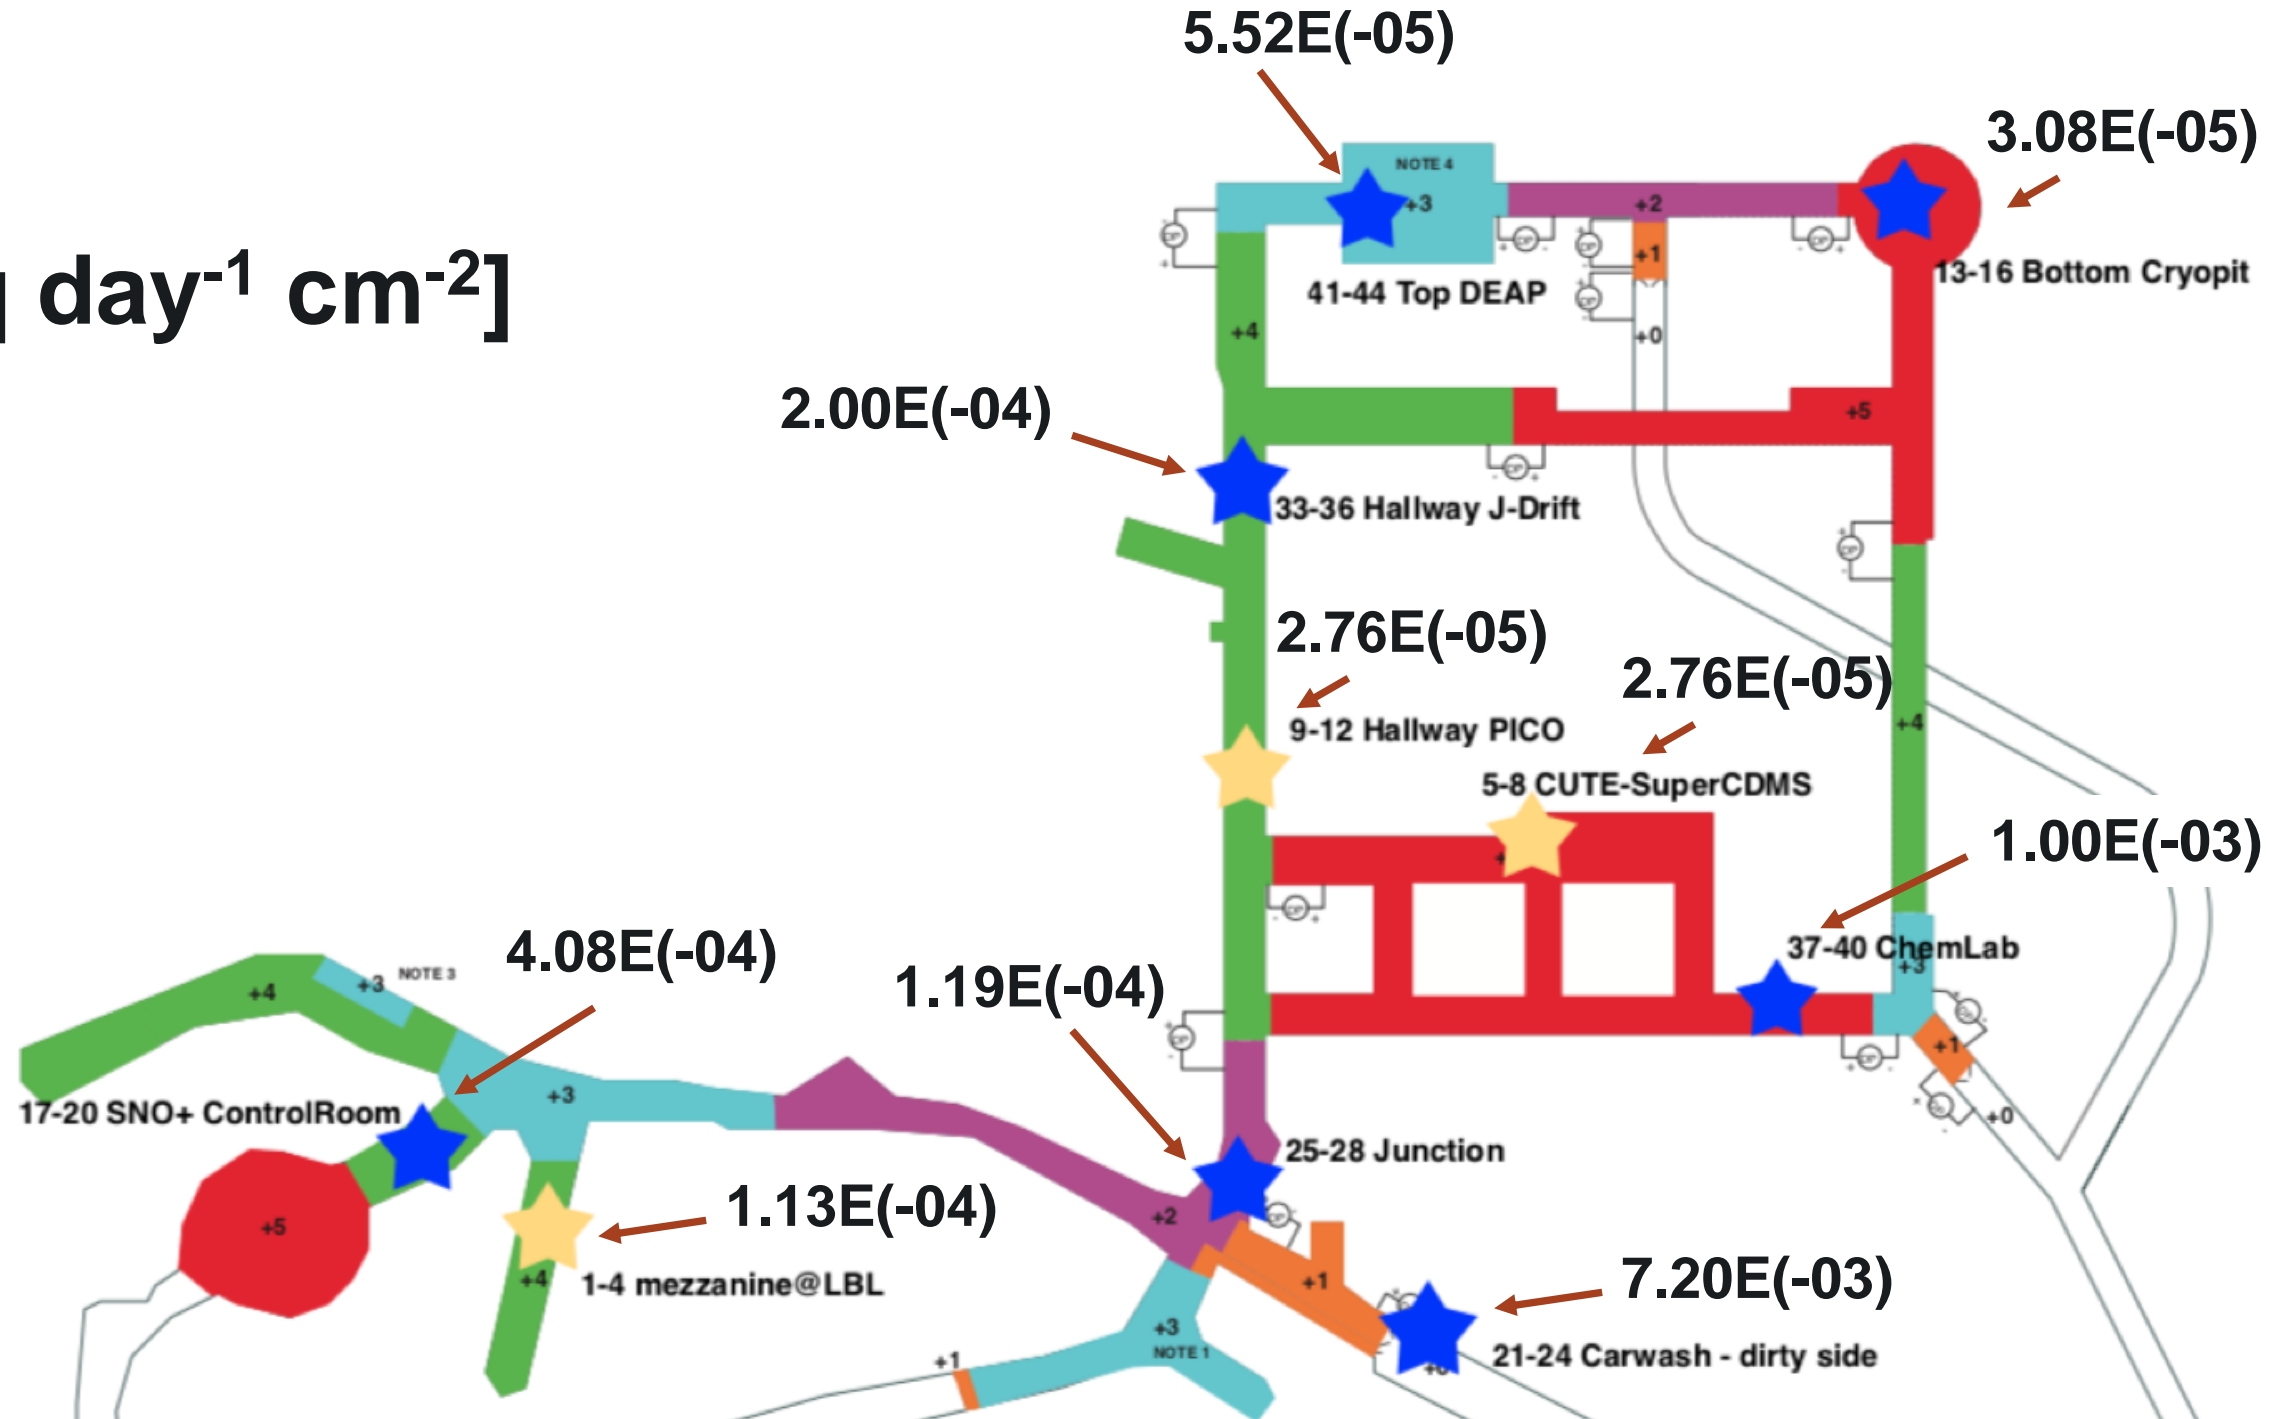 5.52E(-05)
3.08E(-05)
NOTE 4
+3
+2
+1
day-1 cm-2]
13-16 Bottom Cryopit
41-44 Top DEAP
+4
+0
2.00E(-04)
+5
33-36 Hallway J-Drift
2.76E(-05)
2.76E(-05)
9-12 Hallway PICO
+4
5-8 CUTE-SuperCDMS
1.00E(-03)
4.08E(-04)
37-40 ChemLab
+3
1.19E(-04)
NOTE 3
+3
+4
+1
+3
+0
17-20 SNO+ ControlRoom
25-28 Junction
1.13E(-04)
+2
+5
+4
1-4 mezzanine@LBL
+1
7.20E(-03)
+3
NOTE 1
21-24 Carwash - dirty side
+1